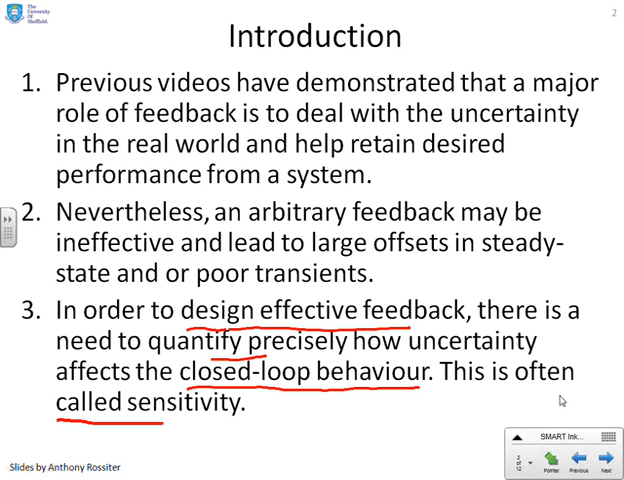 The
University
Of
Sheffield.
2
Introduction
1. Previous videos have demonstrated that a major
role of feedback is to deal with the uncertainty
in the real world and help retain desired
performance from a system.
2. Nevertheless, an arbitrary feedback may be
ineffective and lead to large offsets in steady-
state and or poor transients.
3. In order to design effective feedback, there is a
need to quantify precisely how uncertainty
affects the closed-loop behaviour. This is often
called sensitivity.
SMART Ink...
2
of
12
Pointer Previous Next
Slides by Anthony Rossiter